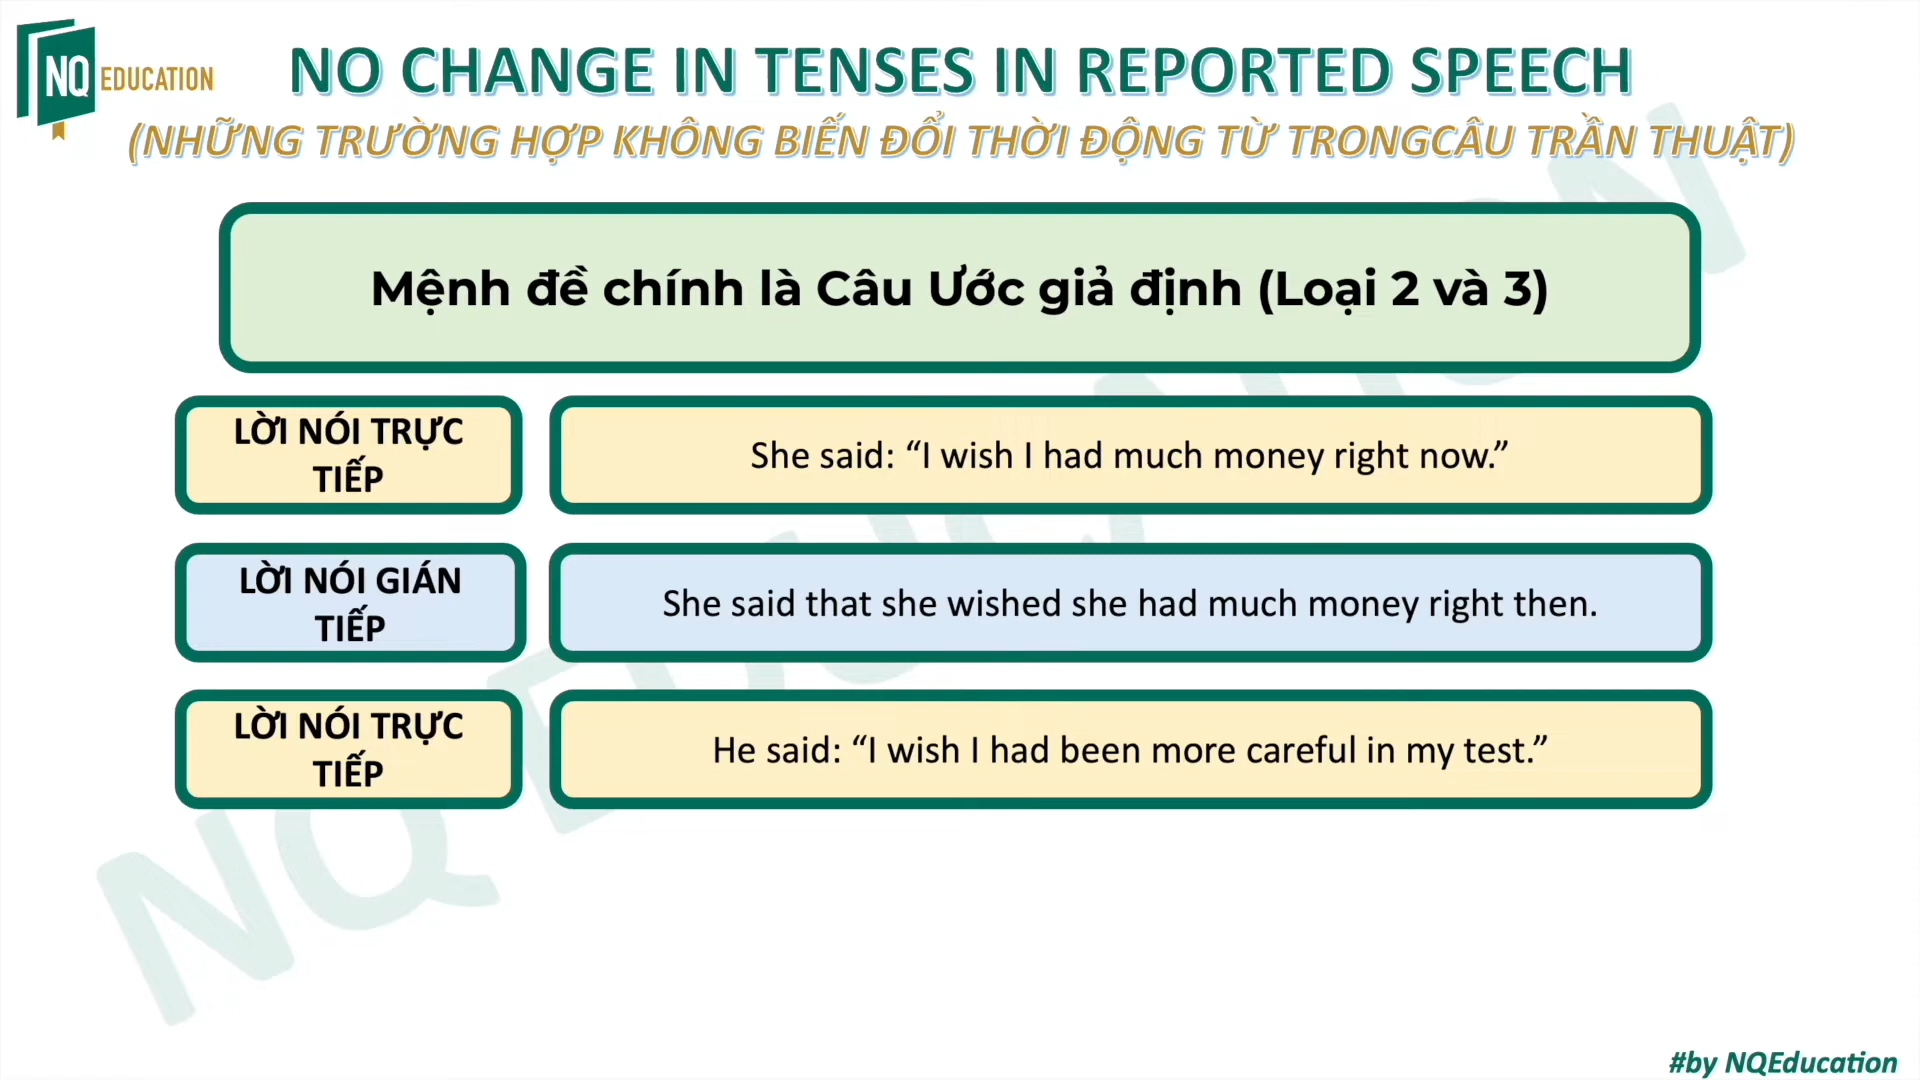 NQ EDUCATION
NO CHANGE IN TENSES IN REPORTED SPEECH
(NHỮNG TRƯỜNG HỢP KHÔNG BIẾN ĐỔI THỜI ĐỘNG TỪ TRONGCÂU TRẦN THUẬT)
Mệnh đề chính là Câu Ước giả định (Loại 2 và 3)
LỜI NÓI TRỰC
TIẾP
She said: “I wish I had much money right now.”
LỜI NÓI GIÁN
TIẾP
She said that she wished she had much money right then.
LỜI NÓI TRỰC
TIẾP
He said: “I wish I had been more careful in my test.”
NQ EDUCATION
#by NQEducation